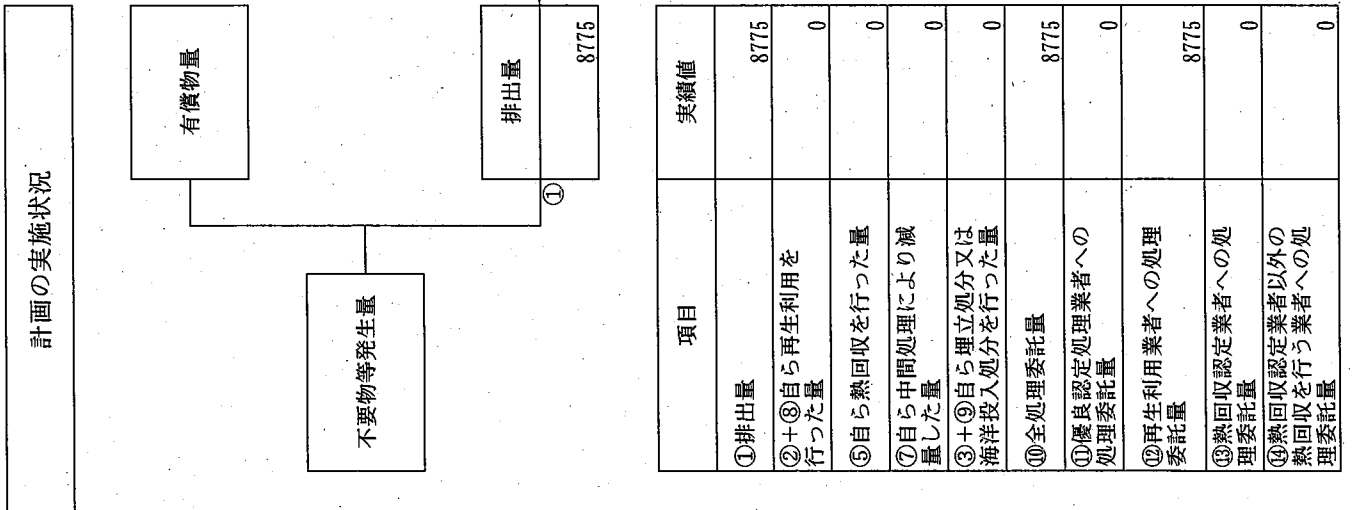 計画の実施状況
有償物量
不要物等発生量
排出量
①
8775
項目
実績値
①排出量
8775
②+⑧自ら再生利用を
行った量
0
⑤自ら熱回収を行った量
0
⑦自ら中間処理により減
量した量
0
③+⑨自ら埋立処分又は
海洋投入処分を行った量
0
⑩全処理委託量
8775
⑪優良認定処理業者への
処理委託量
0
⑫再生利用業者への処理
委託量
8775
⑬熱回収認定業者への処
理委託量
0
⑭熱回収認定業者以外の
熱回収を行う業者への処
理委託量
0